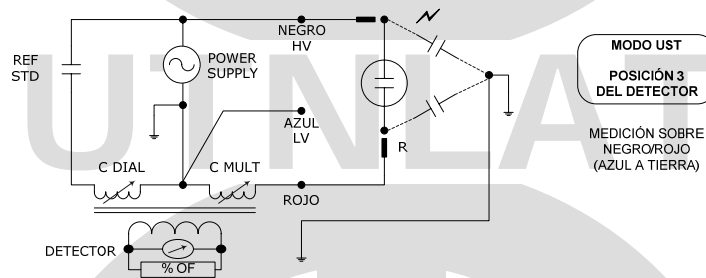 NEGRO
HV
REF
STD
POWER
SUPPLY
MODO UST
POSICIÓN 3
DEL DETECTOR
AZUL
LV
MEDICIÓN SOBRE
NEGRO/ROJO
(AZUL A TIERRA)
R
C DIAL
C MULT
ROJO
DETECTOR
% OF
UTNLAT